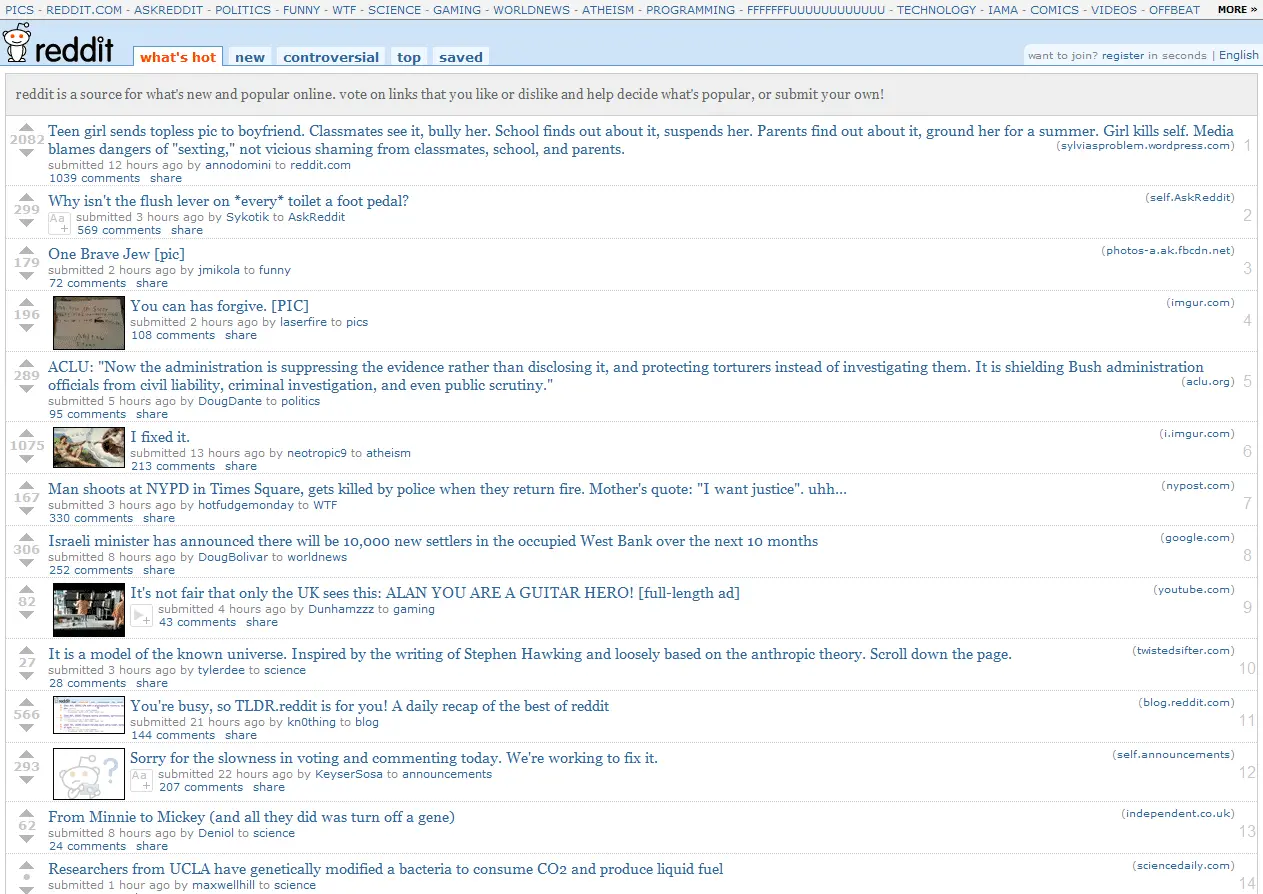 PICS - REDDIT.COM - ASKREDDIT - POLITICS - FUNNY - WTF - SCIENCE - GAMING - WORLDNEWS - ATHEISM - PROGRAMMING - FFFFFFFUUUUUUUUUUUU - TECHNOLOGY - IAMA - COMICS - VIDEOS - OFFBEAT MORE »
reddit what's hot new controversial top saved want to join? register in seconds | English
reddit is a source for what's new and popular online. vote on links that you like or dislike and help decide what's popular, or submit your own!
Teen girl sends topless pic to boyfriend. Classmates see it, bully her. School finds out about it, suspends her. Parents find out about it, ground her for a summer. Girl kills self. Media
2082 blames dangers of "sexting," not vicious shaming from classmates, school, and parents. (sylviasproblem.wordpress.com) 1
submitted 12 hours ago by annodomini to reddit.com
1039 comments share
Why isn't the flush lever on *every* toilet a foot pedal? (self.AskReddit)
299 Aa submitted 3 hours ago by Sykotik to AskReddit 2
+ 569 comments share
One Brave Jew [pic] (photos-a.ak.fbcdn.net)
179 submitted 2 hours ago by jmikola to funny 3
72 comments share
You can has forgive. [PIC] (imgur.com)
196 submitted 2 hours ago by laserfire to pics 4
108 comments share
ACLU: "Now the administration is suppressing the evidence rather than disclosing it, and protecting torturers instead of investigating them. It is shielding Bush administration
289 officials from civil liability, criminal investigation, and even public scrutiny." (aclu.org) 5
submitted 5 hours ago by DougDante to politics
95 comments share
I fixed it. (i.imgur.com)
1075 submitted 13 hours ago by neotropic9 to atheism 6
213 comments share
Man shoots at NYPD in Times Square, gets killed by police when they return fire. Mother's quote: "I want justice". uhh... (nypost.com)
167 submitted 3 hours ago by hotfudgemonday to WTF 7
330 comments share
Israeli minister has announced there will be 10,000 new settlers in the occupied West Bank over the next 10 months (google.com)
306 submitted 8 hours ago by DougBolivar to worldnews 8
252 comments share
It's not fair that only the UK sees this: ALAN YOU ARE A GUITAR HERO! [full-length ad] (youtube.com)
82 submitted 4 hours ago by Dunhamzzz to gaming 9
+ 43 comments share
It is a model of the known universe. Inspired by the writing of Stephen Hawking and loosely based on the anthropic theory. Scroll down the page. (twistedsifter.com)
27 submitted 3 hours ago by tylerdee to science 10
28 comments share
You're busy, so TLDR.reddit is for you! A daily recap of the best of reddit (blog.reddit.com)
566 submitted 21 hours ago by kn0thing to blog 11
144 comments share
Sorry for the slowness in voting and commenting today. We're working to fix it. (self.announcements)
293 ? Aa submitted 22 hours ago by KeyserSosa to announcements 12
+ 207 comments share
From Minnie to Mickey (and all they did was turn off a gene) (independent.co.uk)
62 submitted 8 hours ago by Deniol to science 13
24 comments share
Researchers from UCLA have genetically modified a bacteria to consume CO2 and produce liquid fuel (sciencedaily.com)
• submitted 1 hour ago by maxwellhill to science 14